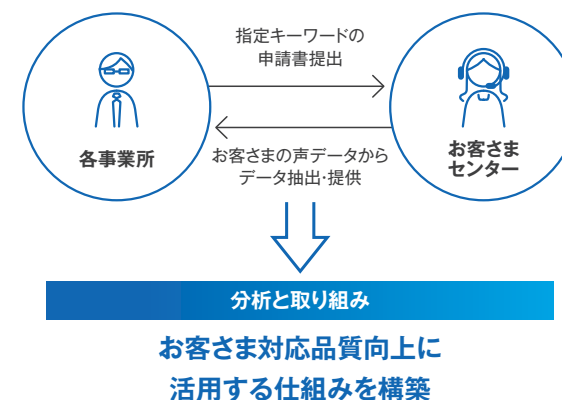 指定キーワードの
申請書提出
各事業所
お客さまの声データから
データ抽出・提供
お客さま
センター
分析と取り組み
お客さま対応品質向上に
活用する仕組みを構築